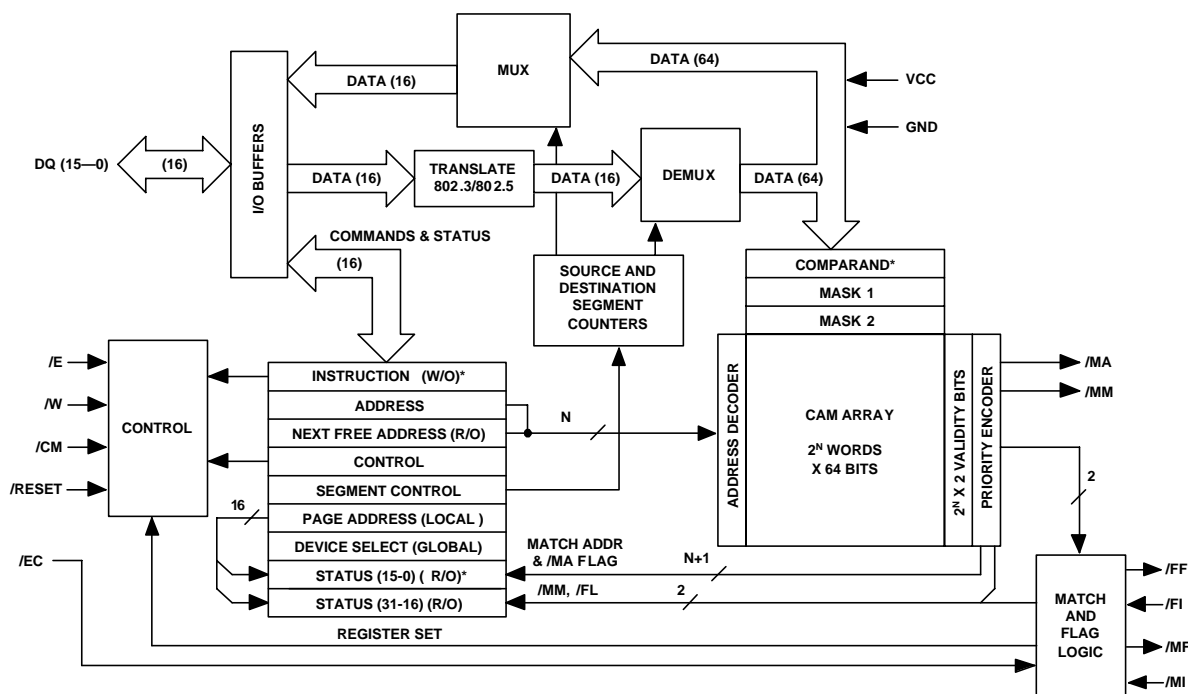 MUX
DATA (64)
DATA (16)
VCC
GND
DQ (15—0)
(16)
I/O BUFFERS
DATA (16)
TRANSLATE
802.3/802.5
DATA (16)
DEMUX
DATA (64)
COMMANDS & STATUS
(16)
SOURCE AND
DESTINATION
SEGMENT
COUNTERS
COMPARAND*
MASK 1
MASK 2
/E
/W
/CM
/RESET
CONTROL
INSTRUCTION (W/O)*
ADDRESS
NEXT FREE ADDRESS (R/O)
CONTROL
SEGMENT CONTROL
PAGE ADDRESS (LOCAL )
DEVICE SELECT (GLOBAL)
STATUS (15-0) ( R/O)*
STATUS (31-16) (R/O)
REGISTER SET
16
N
ADDRESS DECODER
CAM ARRAY
2ᴺ WORDS
X 64 BITS
2ᴺ X 2 VALIDITY BITS
PRIORITY ENCODER
/MA
/MM
2
MATCH ADDR
& /MA FLAG
N+1
/MM, /FL
2
/EC
MATCH
AND
FLAG
LOGIC
/FF
/FI
/MF
/MI